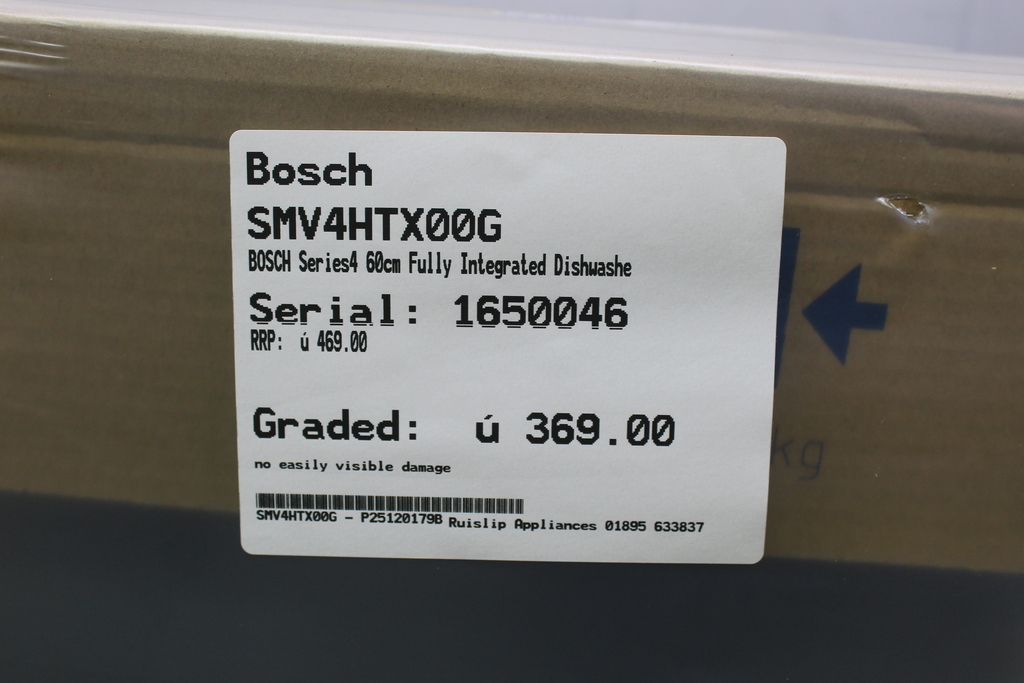 Bosch
SMV4HTX00G
BOSCH Series4 60cm Fully Integrated Dishwashe
Serial: 1650046
RRP: ú 469.00
Graded: ú 369.00
no easily visible damage
SMV4HTX00G - P25120179B Ruislip Appliances 01895 633837
kg